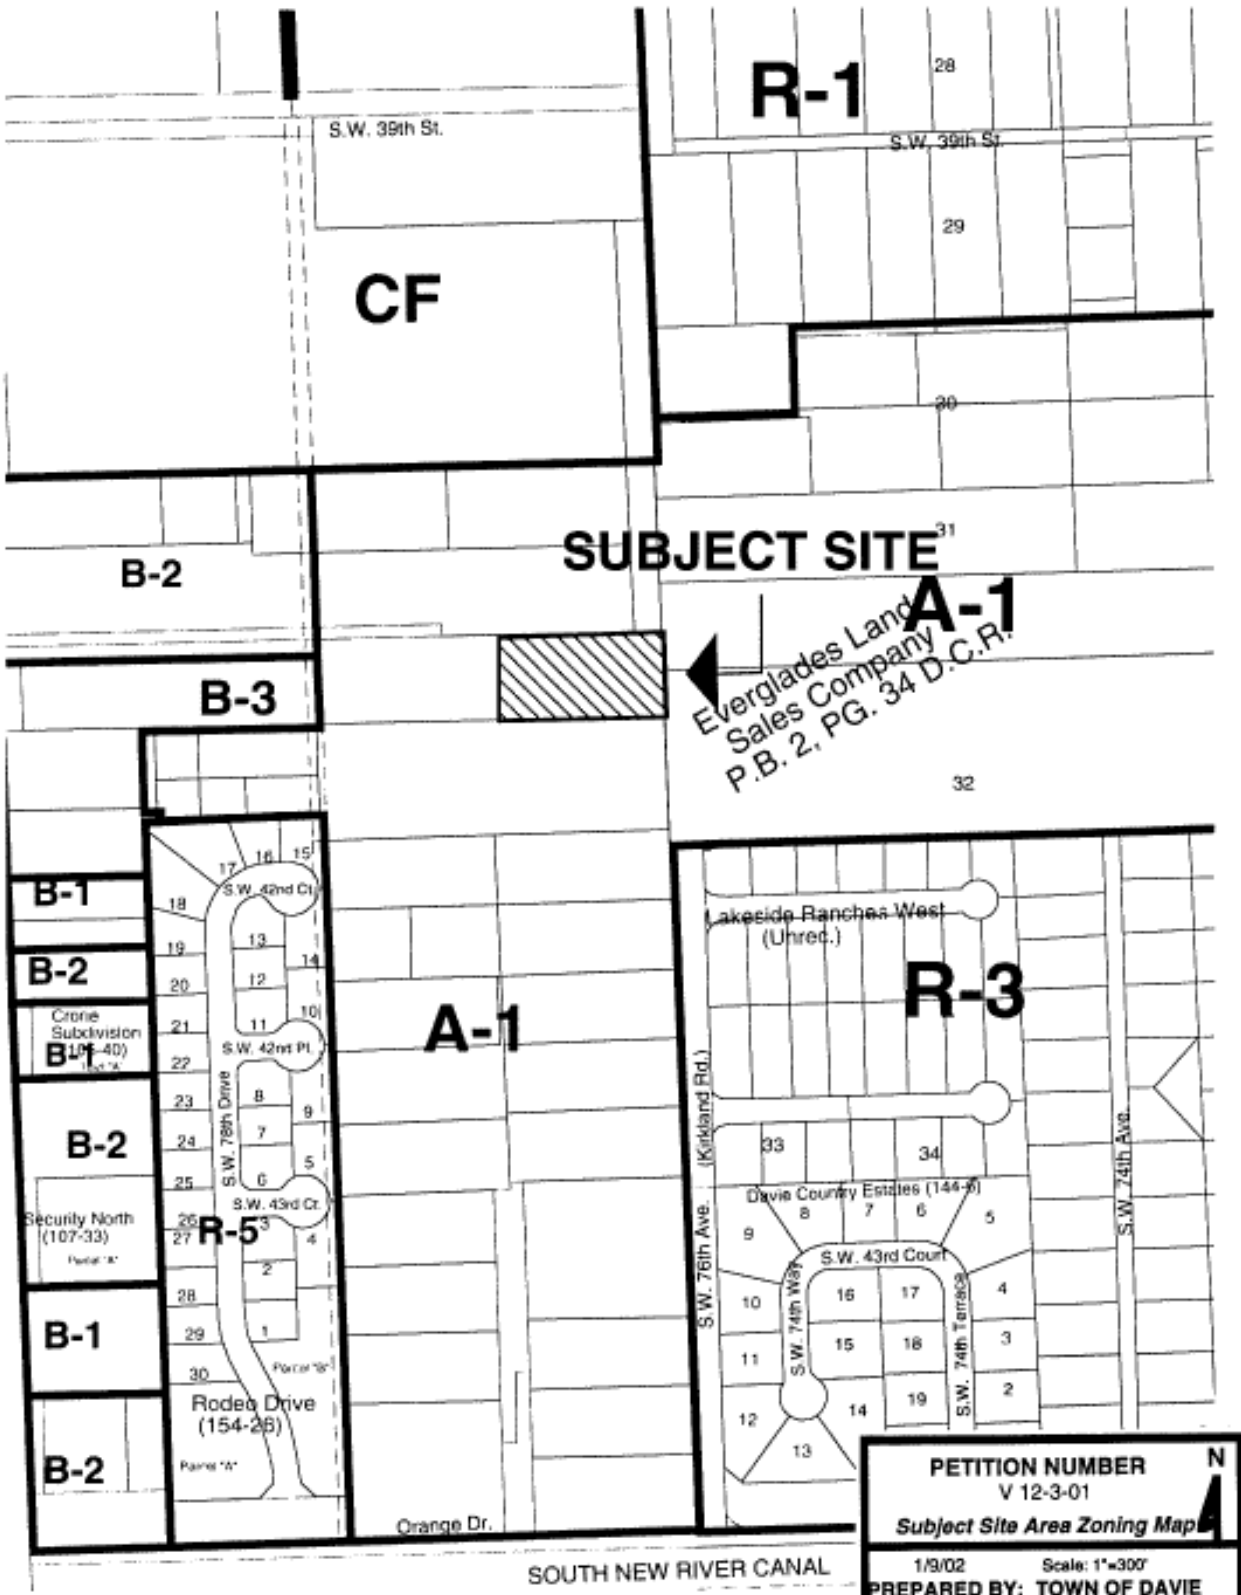 R-1
28
S.W. 39th St.
S.W. 39th St.
29
CF
30
SUBJECT SITE
31
B-2
A-1
Everglades Land
Sales Company
P.B. 2, PG. 34 D.C.R.
B-3
32
17
16
15
S.W. 42nd Ct.
B-1
18
Lakeside Ranches West
(Unrec.)
13
19
14
B-2
12
20
R-3
Crone
Subdivision
B-1
10
11
21
A-1
S.W. 42nd Pl.
22
S.W. 78th Drive
8
23
9
(Kirkland Rd.)
B-2
7
24
33
34
S.W. 74th Ave.
5
6
25
S.W. 43rd Ct.
Davie Country Estates (144-6)
Security North
(107-33)
Parcel "A"
26
R-5
3
27
4
8
7
6
5
9
S.W. 76th Ave.
S.W. 43rd Court
2
28
10
S.W. 74th Way
16
17
S.W. 74th Terrace
4
B-1
29
1
15
18
3
11
Parcel "B"
30
Rodeo Drive
(154-26)
12
14
19
2
13
B-2
Parcel "A"
Orange Dr.
SOUTH NEW RIVER CANAL
PETITION NUMBER
N
V 12-3-01
Subject Site Area Zoning Map
1/9/02 Scale: 1"=300'
PREPARED BY: TOWN OF DAVIE